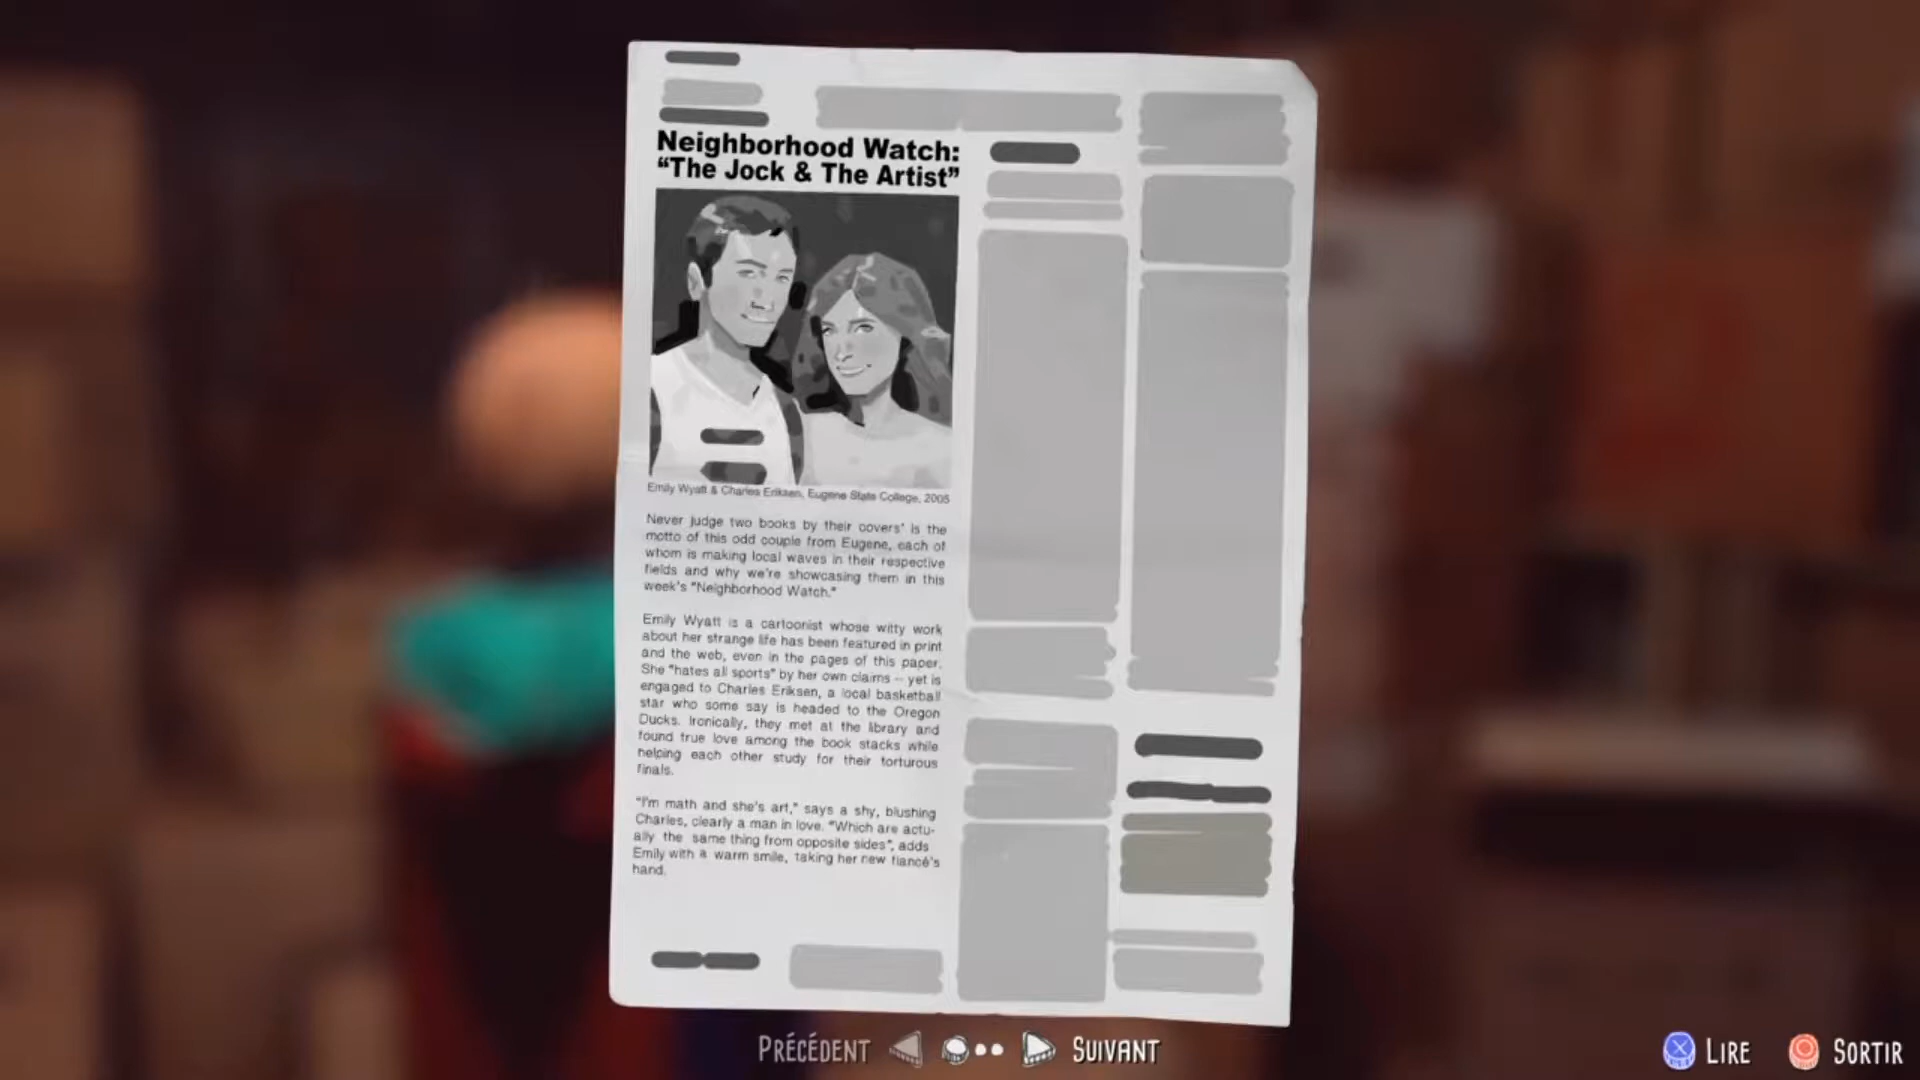 Neighborhood Watch:
“The Jock & The Artist”
Emily Wyatt & Charles Eriksen, Eugene State College, 2005
Never judge two books by their covers' is the
motto of this odd couple from Eugene, each of
whom is making local waves in their respective
fields and why we're showcasing them in this
week's "Neighborhood Watch."
Emily Wyatt is a cartoonist whose witty work
about her strange life has been featured in print
and the web, even in the pages of this paper.
She "hates all sports" by her own claims – yet is
engaged to Charles Eriksen, a local basketball
star who some say is headed to the Oregon
Ducks. Ironically, they met at the library and
found true love among the book stacks while
helping each other study for their torturous
finals.
"I'm math and she's art," says a shy, blushing
Charles, clearly a man in love. "Which are actu-
ally the same thing from opposite sides", adds
Emily with a warm smile, taking her new fiancé's
hand.
PRÉCÉDENT SUIVANT
LIRE SORTIR